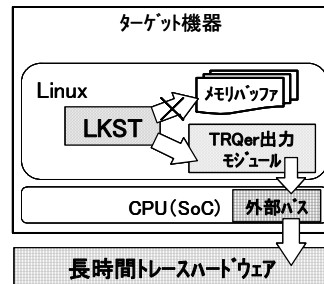 ターゲット機器
Linux
メモリバッファ
LKST
TRQer出力
モジュール
CPU(SoC)
外部バス
長時間トレースハードウェア